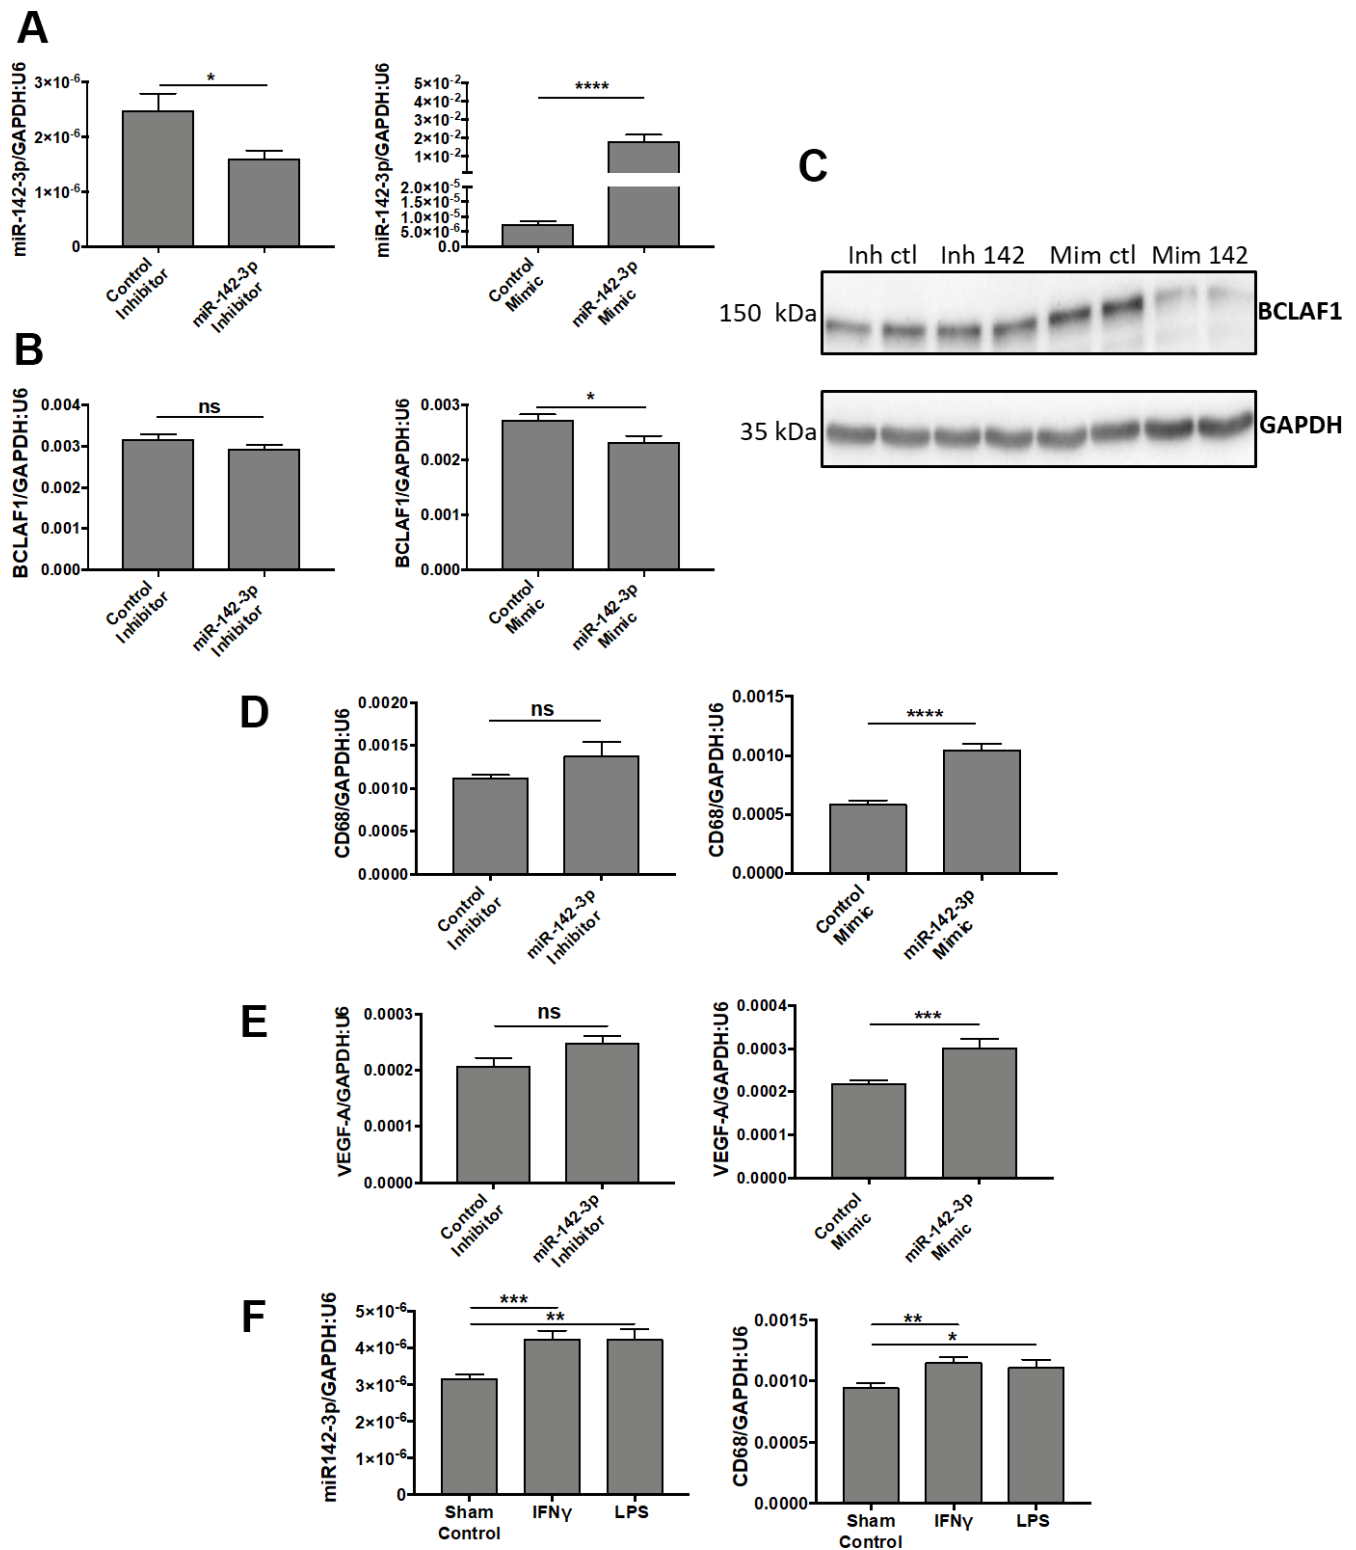 A
miR-142-3p/GAPDH:U6
3×10⁻⁶
2×10⁻⁶
1×10⁻⁶
0
*
Control
Inhibitor
miR-142-3p
Inhibitor
miR-142-3p/GAPDH:U6
5×10⁻²
4×10⁻²
3×10⁻²
2×10⁻²
1×10⁻²
2.0×10⁻⁵
1.5×10⁻⁵
1.0×10⁻⁵
5.0×10⁻⁶
0.0
****
Control
Mimic
miR-142-3p
Mimic
B
BCLAF1/GAPDH:U6
0.004
0.003
0.002
0.001
0.000
ns
Control
Inhibitor
miR-142-3p
Inhibitor
BCLAF1/GAPDH:U6
0.003
0.002
0.001
0.000
*
Control
Mimic
miR-142-3p
Mimic
C
Inh ctl Inh 142 Mim ctl Mim 142
150 kDa BCLAF1
35 kDa GAPDH
D
CD68/GAPDH:U6
0.0020
0.0015
0.0010
0.0005
0.0000
ns
Control
Inhibitor
miR-142-3p
Inhibitor
CD68/GAPDH:U6
0.0015
0.0010
0.0005
0.0000
****
Control
Mimic
miR-142-3p
Mimic
E
VEGF-A/GAPDH:U6
0.0003
0.0002
0.0001
0.0000
ns
Control
Inhibitor
miR-142-3p
Inhibitor
VEGF-A/GAPDH:U6
0.0004
0.0003
0.0002
0.0001
0.0000
***
Control
Mimic
miR-142-3p
Mimic
F
miR142-3p/GAPDH:U6
5×10⁻⁶
4×10⁻⁶
3×10⁻⁶
2×10⁻⁶
1×10⁻⁶
0
***
**
Sham
Control
IFNγ
LPS
CD68/GAPDH:U6
0.0015
0.0010
0.0005
0.0000
**
*
Sham
Control
IFNγ
LPS